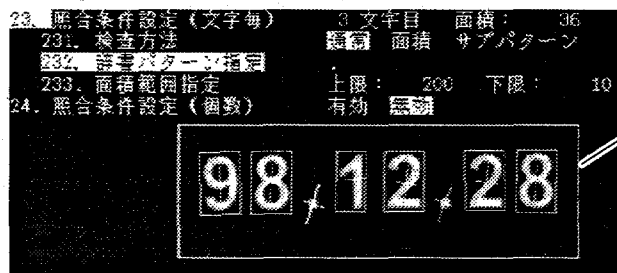 23. 照合条件設定(文字毎) 3 文字目 面積: 36
231. 検査方法 通常 面積 サブパターン
232. 辞書パターン指定
233. 面積範囲指定 上限: 200 下限: 10
24. 照合条件設定(個数) 有効 無効
98.12.28